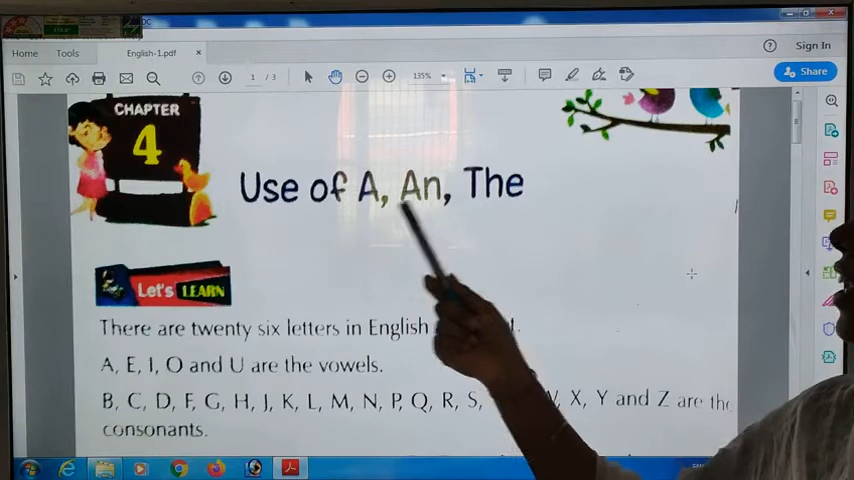 Home Tools English-1.pdf × Sign In
1 / 3 135% Share
CHAPTER
4
Use of A, An, The
Let's LEARN
There are twenty six letters in English
A, E, I, O and U are the vowels.
B, C, D, F, G, H, J, K, L, M, N, P, Q, R, S, X, Y and Z are the
consonants.